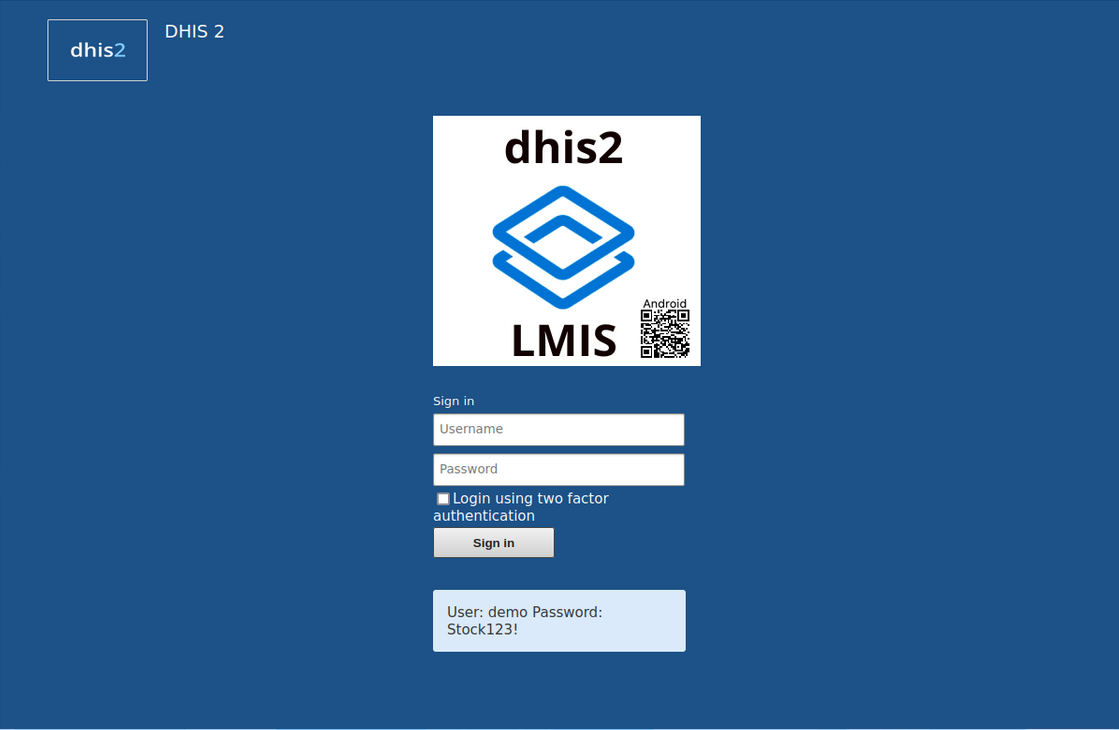 dhis2
DHIS 2
dhis2
Android
LMIS
Sign in
Username
Password
Login using two factor
authentication
Sign in
User: demo Password:
Stock123!